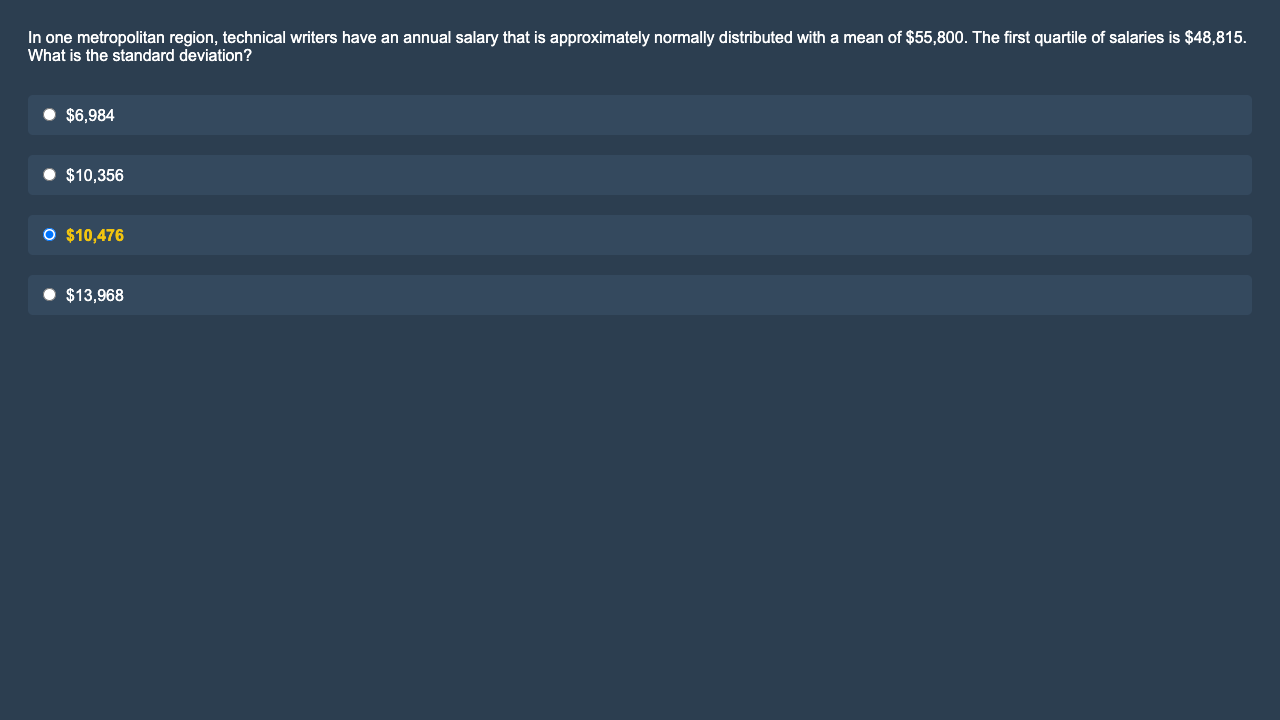 In one metropolitan region, technical writers have an annual salary that is approximately normally distributed with a mean of $55,800. The first quartile of salaries is $48,815.
What is the standard deviation?
$6,984
$10,356
$10,476
$13,968